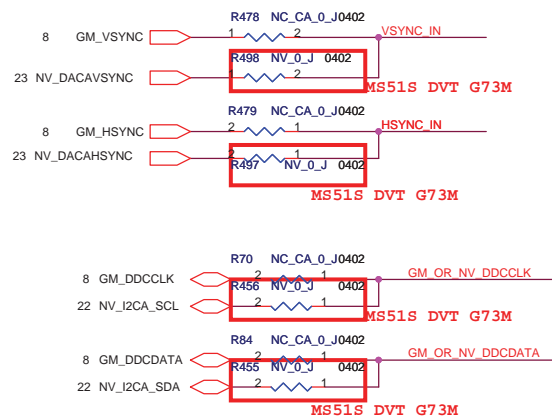 R478 NC_CA_0_J0402
8 GM_VSYNC 1 2 VSYNC_IN
R498 NV_0_J 0402
23 NV_DACAVSYNC 1 2 MS51S DVT G73M
R479 NC_CA_0_J0402
8 GM_HSYNC 2 1 HSYNC_IN
23 NV_DACAHSYNC 2 1
R497 NV_0_J 0402
MS51S DVT G73M
R70 NC_CA_0_J0402
8 GM_DDCCLK 2 1 GM_OR_NV_DDCCLK
R456 NV_0_J 0402
22 NV_I2CA_SCL 2 1 MS51S DVT G73M
R84 NC_CA_0_J0402
8 GM_DDCDATA 2 1 GM_OR_NV_DDCDATA
R455 NV_0_J 0402
22 NV_I2CA_SDA 2 1
MS51S DVT G73M